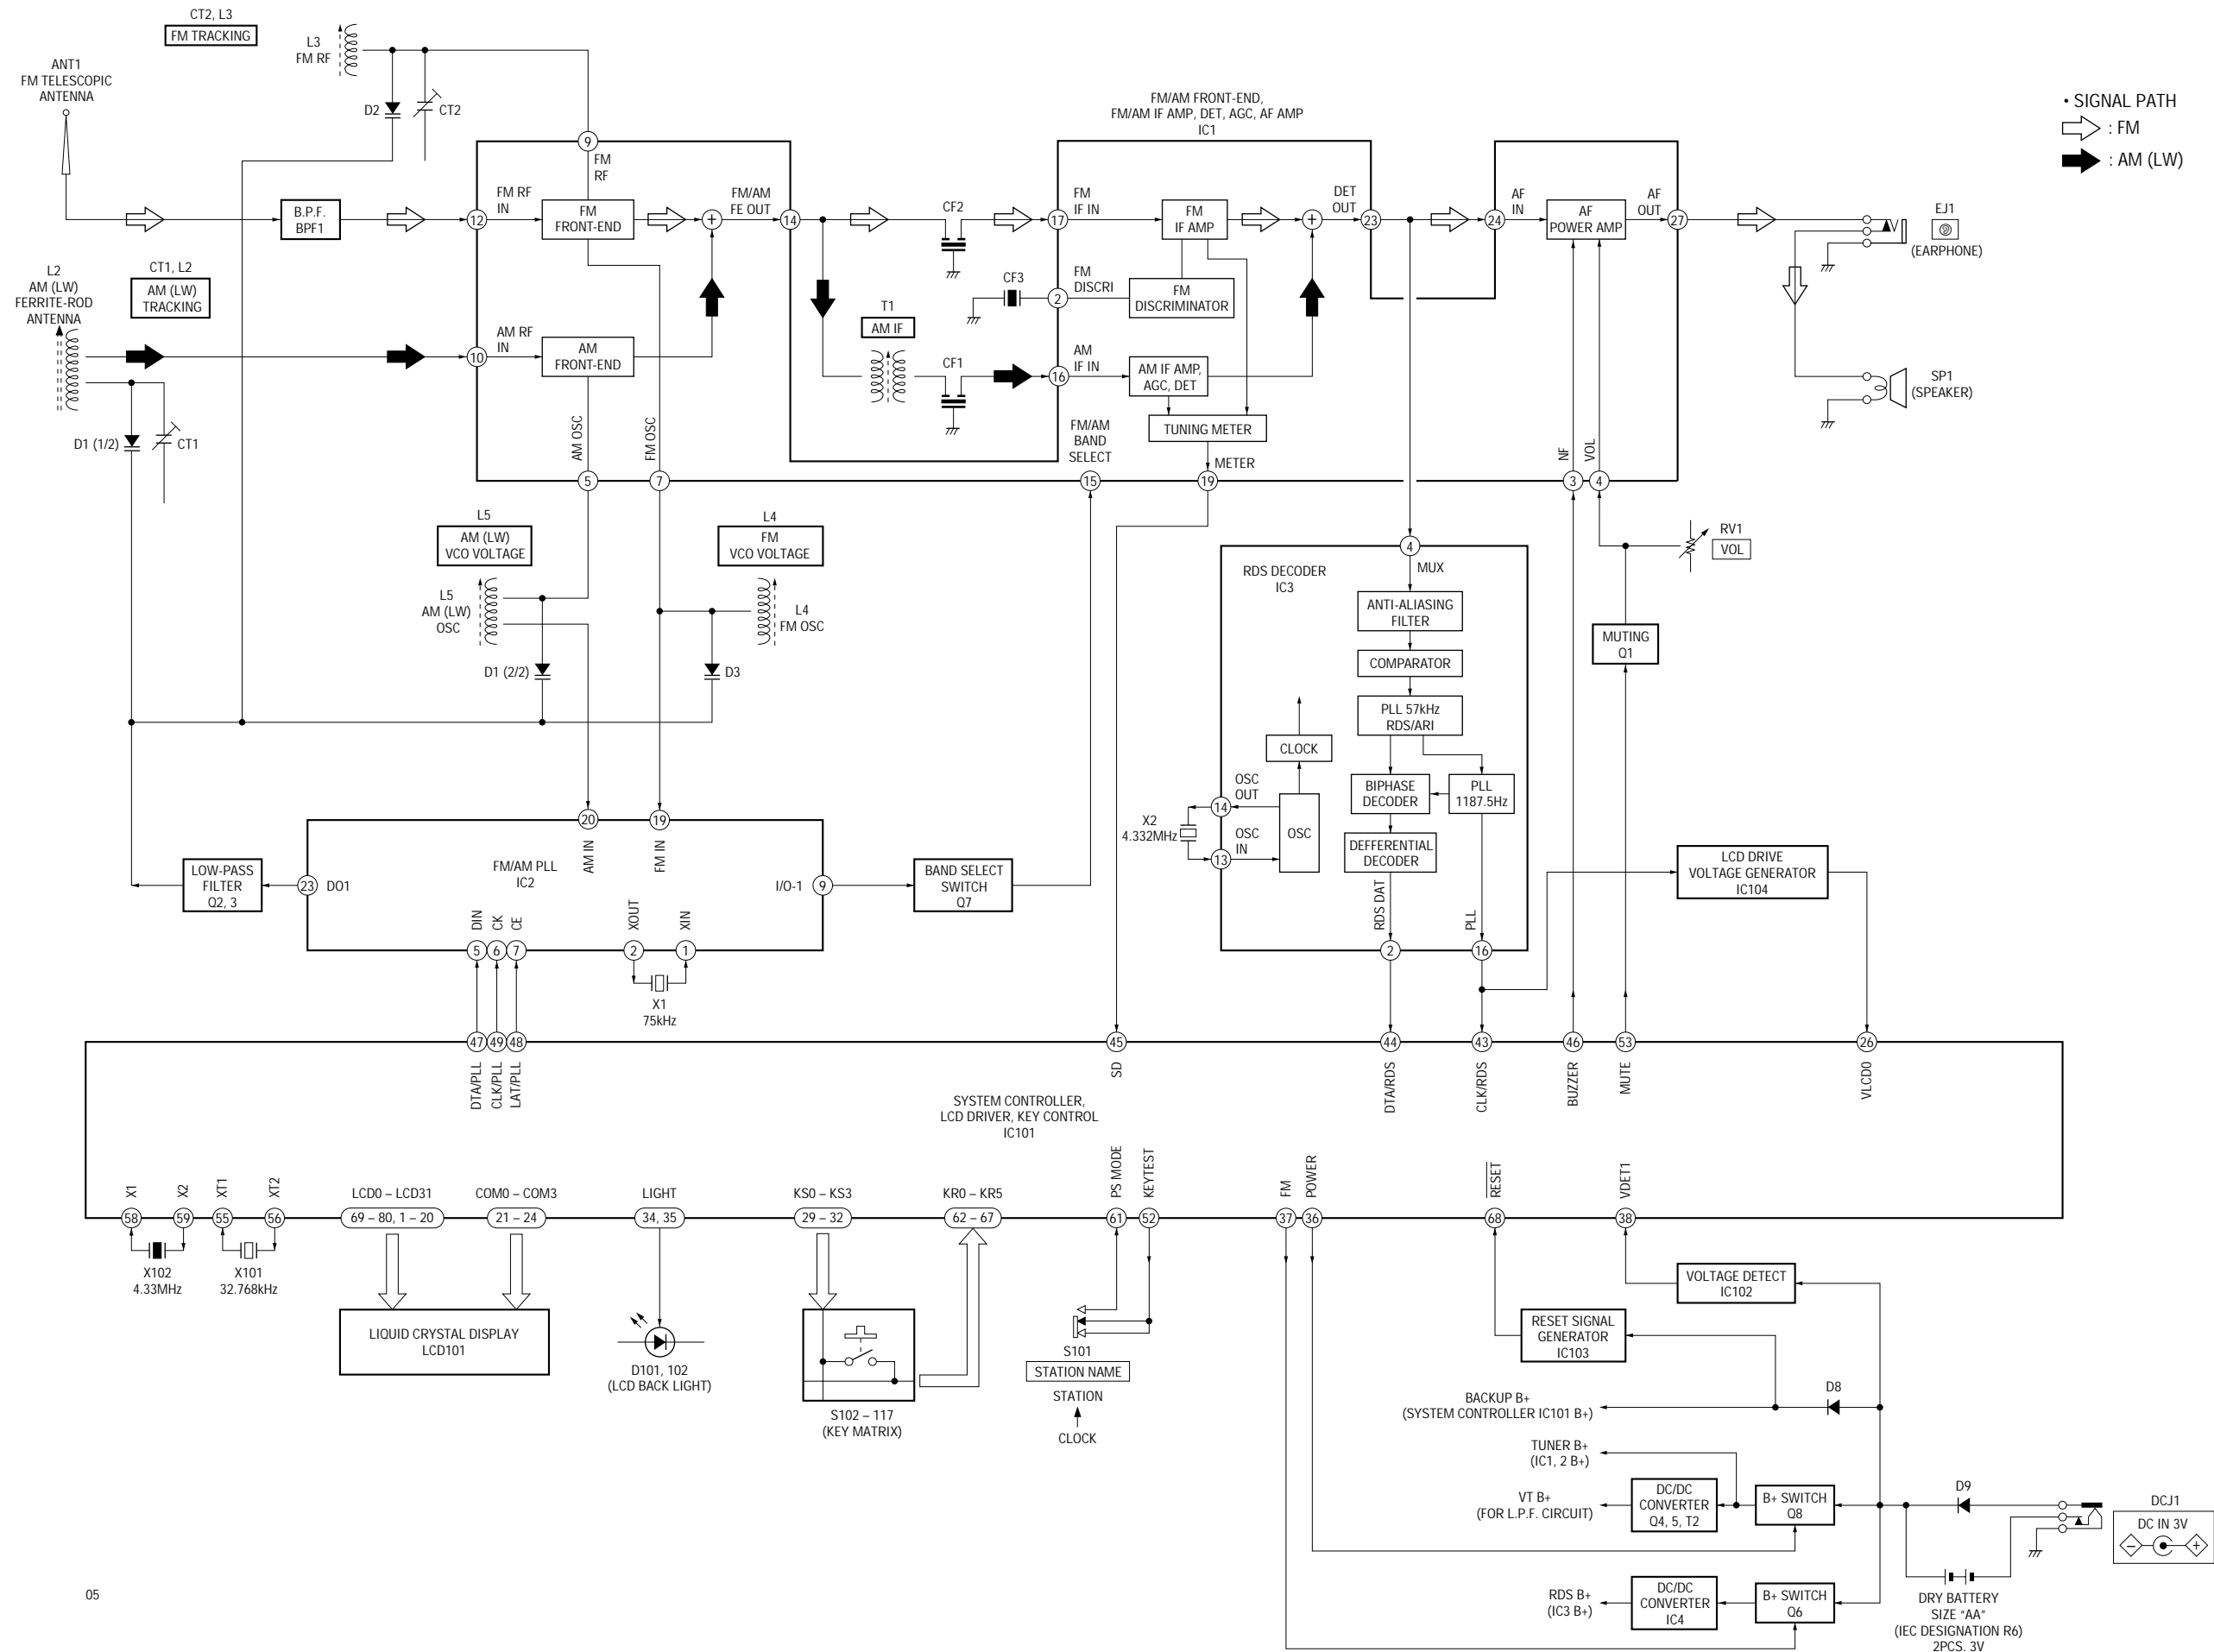 CT2, L3
FM TRACKING
L3
FM RF
ANT1
FM TELESCOPIC
ANTENNA
D2
CT2
FM/AM FRONT-END,
FM/AM IF AMP, DET, AGC, AF AMP
IC1
• SIGNAL PATH
: FM
: AM (LW)
9
FM
RF
B.P.F.
BPF1
12
FM RF
IN
FM
FRONT-END
+
FM/AM
FE OUT
14
CF2
17
FM
IF IN
FM
IF AMP
+
DET
OUT
23
24
AF
IN
AF
POWER AMP
AF
OUT
27
EJ1
(EARPHONE)
L2
AM (LW)
FERRITE-ROD
ANTENNA
CT1, L2
AM (LW)
TRACKING
CF3
2
FM
DISCRI
FM
DISCRIMINATOR
T1
AM IF
10
AM RF
IN
AM
FRONT-END
CF1
16
AM
IF IN
AM IF AMP,
AGC, DET
SP1
(SPEAKER)
D1 (1/2)
CT1
AM OSC
FM OSC
FM/AM
BAND
SELECT
TUNING METER
METER
NF
VOL
5
7
15
19
3
4
L5
AM (LW)
VCO VOLTAGE
L4
FM
VCO VOLTAGE
RV1
VOL
RDS DECODER
IC3
4
MUX
L5
AM (LW)
OSC
L4
FM OSC
ANTI-ALIASING
FILTER
MUTING
Q1
COMPARATOR
D1 (2/2)
D3
PLL 57kHz
RDS/ARI
CLOCK
BIPHASE
DECODER
PLL
1187.5Hz
OSC
OUT
14
X2
4.332MHz
OSC
IN
13
OSC
DEFFERENTIAL
DECODER
RDS DAT
PLL
2
16
20
19
AM IN
FM IN
LOW-PASS
FILTER
Q2, 3
23
DO1
FM/AM PLL
IC2
I/O-1
9
BAND SELECT
SWITCH
Q7
LCD DRIVE
VOLTAGE GENERATOR
IC104
DIN
CK
CE
XOUT
XIN
5
6
7
2
1
X1
75kHz
47
49
48
45
44
43
46
53
26
DTA/PLL
CLK/PLL
LAT/PLL
SD
DTA/RDS
CLK/RDS
BUZZER
MUTE
VLCD0
SYSTEM CONTROLLER,
LCD DRIVER, KEY CONTROL
IC101
X1
X2
XT1
XT2
LCD0 – LCD31
COM0 – COM3
LIGHT
KS0 – KS3
KR0 – KR5
PS MODE
KEYTEST
FM
POWER
RESET
VDET1
58
59
55
56
69 – 80, 1 – 20
21 – 24
34, 35
29 – 32
62 – 67
61
52
37
36
68
38
X102
4.33MHz
X101
32.768kHz
LIQUID CRYSTAL DISPLAY
LCD101
D101, 102
(LCD BACK LIGHT)
S102 – 117
(KEY MATRIX)
S101
STATION NAME
STATION
CLOCK
VOLTAGE DETECT
IC102
RESET SIGNAL
GENERATOR
IC103
BACKUP B+
(SYSTEM CONTROLLER IC101 B+)
D8
TUNER B+
(IC1, 2 B+)
VT B+
(FOR L.P.F. CIRCUIT)
DC/DC
CONVERTER
Q4, 5, T2
B+ SWITCH
Q8
D9
DCJ1
DC IN 3V
–
+
RDS B+
(IC3 B+)
DC/DC
CONVERTER
IC4
B+ SWITCH
Q6
DRY BATTERY
SIZE "AA"
(IEC DESIGNATION R6)
2PCS. 3V
05